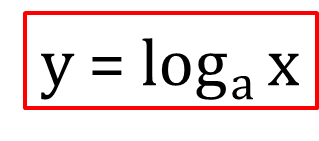 y = logₐ x